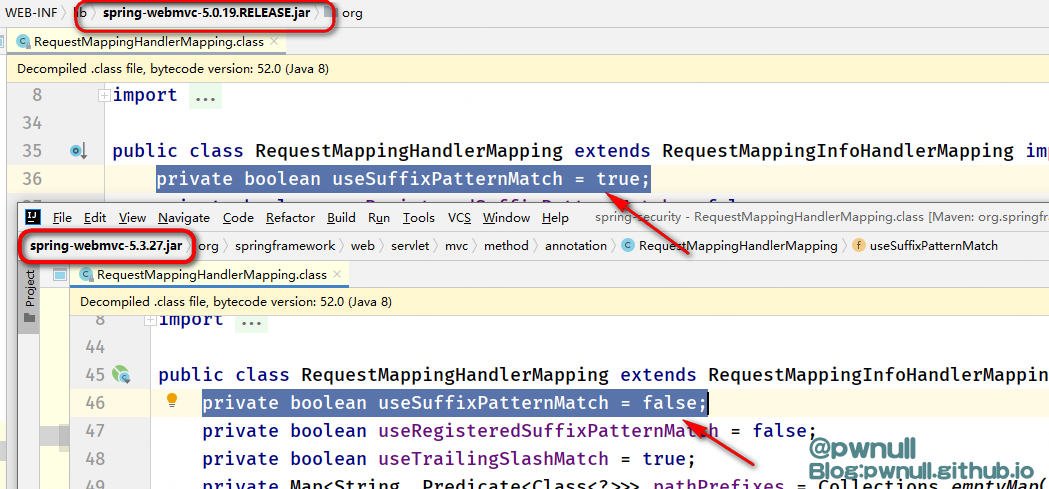 WEB-INF lib spring-webmvc-5.0.19.RELEASE.jar org
RequestMappingHandlerMapping.class
Decompiled .class file, bytecode version: 52.0 (Java 8)
8 import ...
34
35 public class RequestMappingHandlerMapping extends RequestMappingInfoHandlerMapping imp
36 private boolean useSuffixPatternMatch = true;
File Edit View Navigate Code Refactor Build Run Tools VCS Window Help spring-security - RequestMappingHandlerMapping.class [Maven: org.springfr
spring-webmvc-5.3.27.jar org springframework web servlet mvc method annotation RequestMappingHandlerMapping useSuffixPatternMatch
Project
RequestMappingHandlerMapping.class
Decompiled .class file, bytecode version: 52.0 (Java 8)
8 import ...
44
45 public class RequestMappingHandlerMapping extends RequestMappingInfoHandlerMappin
46 private boolean useSuffixPatternMatch = false;
47 private boolean useRegisteredSuffixPatternMatch = false;
48 private boolean useTrailingSlashMatch = true;
49 private Map<String, Predicate<Class<?>>> pathPrefixes = Collections.emptyMap(
@pwnull
Blog:pwnull.github.io